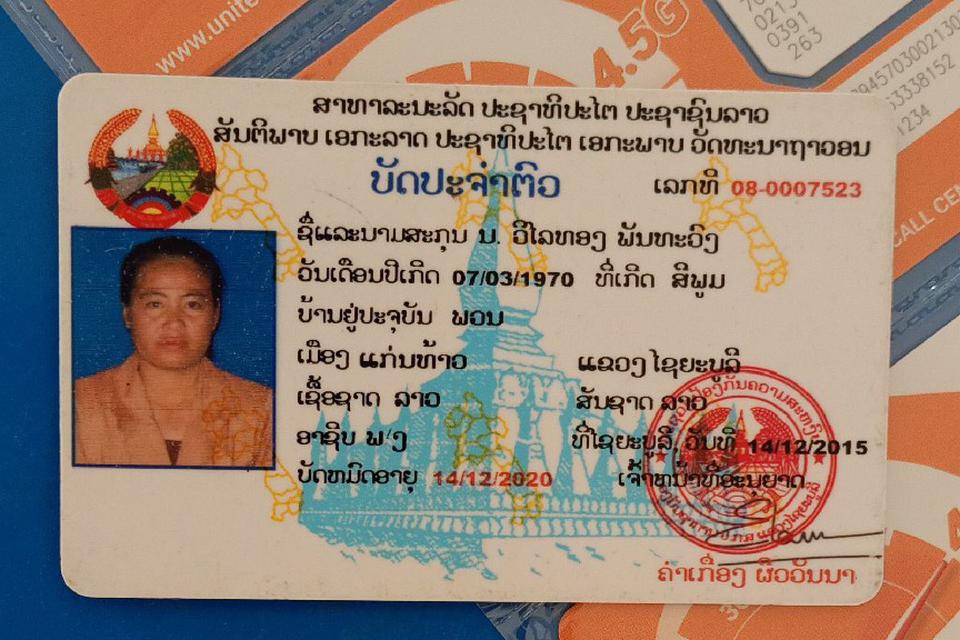 www.unite
4.5G
021
0391
263
94570300213
53338152
1234
CALL CEN
ສາທາລະນະລັດ ປະຊາທິປະໄຕ ປະຊາຊົນລາວ
ສັນຕິພາບ ເອກະລາດ ປະຊາທິປະໄຕ ເອກະພາບ ວັດທະນາຖາວອນ
ບັດປະຈຳຕົວ
ເລກທີ 08-0007523
ຊື່ແລະນາມສະກຸນ ນ. ວິໄລທອງ ພັນທະວົງ
ວັນເດືອນປີເກີດ 07/03/1970 ທີ່ເກີດ ສີພູມ
ບ້ານຢູ່ປະຈຸບັນ ພວນ
ເມືອງ ແກ່ນທ້າວ ແຂວງ ໄຊຍະບູລີ
ເຊື້ອຊາດ ລາວ ສັນຊາດ ລາວ
ອາຊີບ ພ/ງ ທີ່ໄຊຍະບູລີ, ວັນທີ 14/12/2015
ບັດຫມົດອາຍຸ 14/12/2020 ເຈົ້າຫນ້າທີ່ອະນຸຍາດ.
ຄຳເກື່ອງ ຜິວວັນນາ